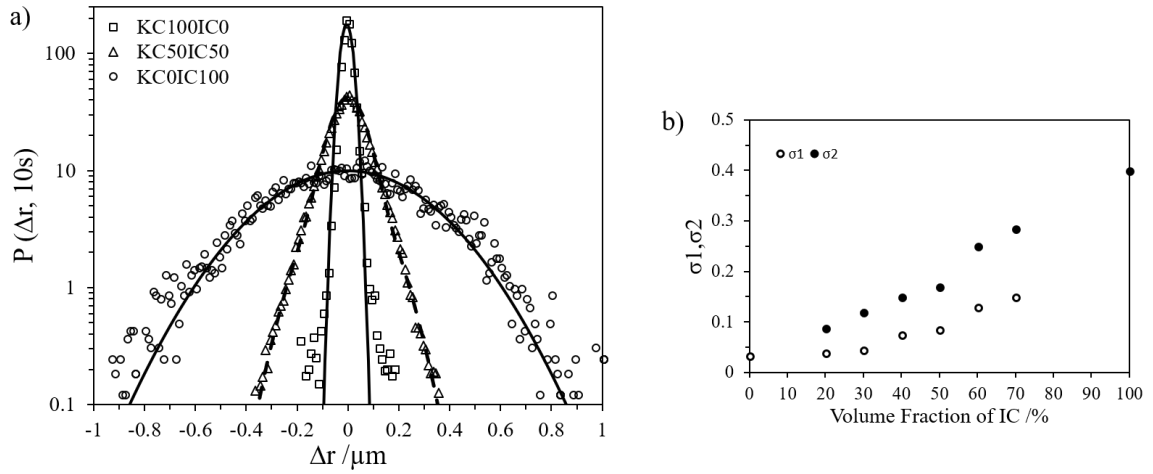 a)
KC100IC0
KC50IC50
KC0IC100
P (Δr, 10s)
100
10
1
0.1
-1 -0.8 -0.6 -0.4 -0.2 0 0.2 0.4 0.6 0.8 1
Δr /µm
b)
σ1 σ2
σ1,σ2
0.5
0.4
0.3
0.2
0.1
0
0 10 20 30 40 50 60 70 80 90 100
Volume Fraction of IC /%